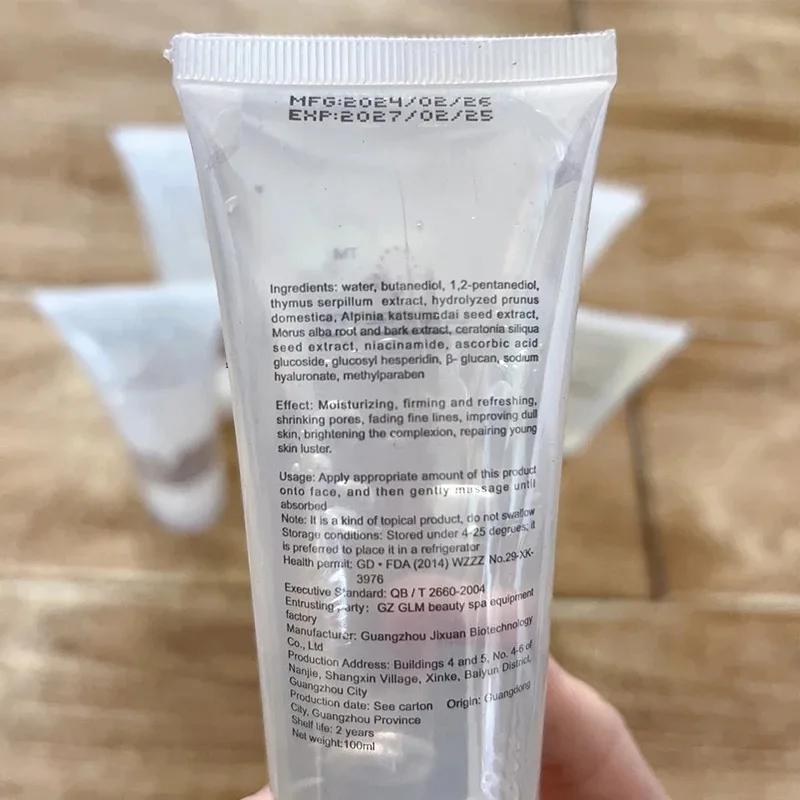 MFG:2024/02/26
EXP:2027/02/25
TM
Ingredients: water, butanediol, 1,2-pentanediol,
thymus serpillum extract, hydrolyzed prunus
domestica, Alpinia katsumadai seed extract,
Morus alba root and bark extract, ceratonia siliqua
seed extract, niacinamide, ascorbic acid
glucoside, glucosyl hesperidin, β- glucan, sodium
hyaluronate, methylparaben
Effect: Moisturizing, firming and refreshing,
shrinking pores, fading fine lines, improving dull
skin, brightening the complexion, repairing young
skin luster.
Usage: Apply appropriate amount of this product
onto face, and then gently massage until
absorbed
Note: It is a kind of topical product, do not swallow
Storage conditions: Stored under 4-25 degrues; it
is preferred to place it in a refrigerator
Health permit: GD • FDA (2014) WZZZ No.29-XK-
3976
Executive Standard: QB / T 2660-2004
Entrusting party: GZ GLM beauty spa equipment
factory
Manufacturer: Guangzhou Jixuan Biotechnology
Co., Ltd
Production Address: Buildings 4 and 5, No. 4-6 of
Nanjie, Shangxin Village, Xinke, Baiyun District,
Guangzhou City
Production date: See carton Origin: Guangdong
City, Guangzhou Province
Shelf life: 2 years
Net weight:100ml